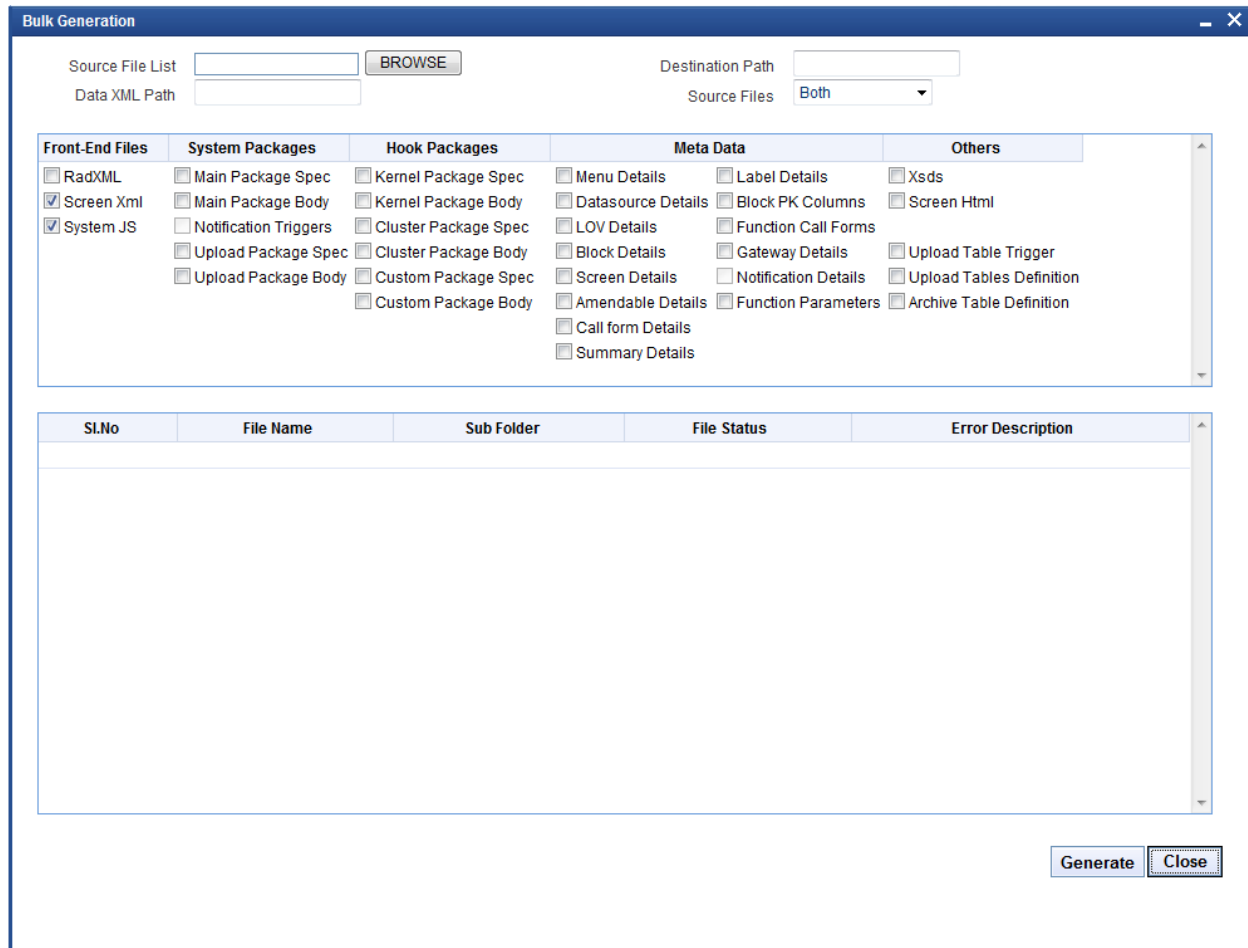 Bulk Generation
Source File List BROWSE Destination Path
Data XML Path Source Files Both
Front-End Files System Packages Hook Packages Meta Data Others
RadXML Main Package Spec Kernel Package Spec Menu Details Label Details Xsds
Screen Xml Main Package Body Kernel Package Body Datasource Details Block PK Columns Screen Html
System JS Notification Triggers Cluster Package Spec LOV Details Function Call Forms
Upload Package Spec Cluster Package Body Block Details Gateway Details Upload Table Trigger
Upload Package Body Custom Package Spec Screen Details Notification Details Upload Tables Definition
Custom Package Body Amendable Details Function Parameters Archive Table Definition
Call form Details
Summary Details
Sl.No File Name Sub Folder File Status Error Description
Generate Close